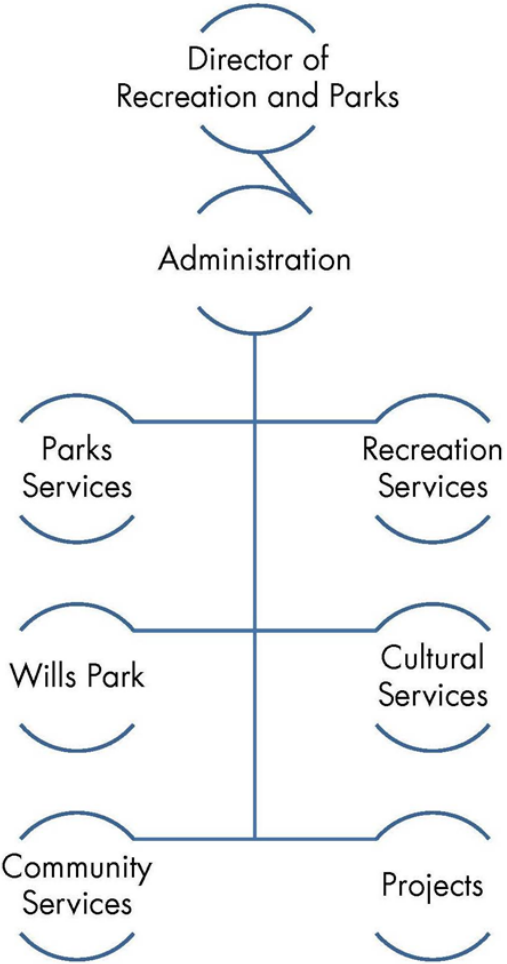 Director of
Recreation and Parks
Administration
Parks
Services
Recreation
Services
Wills Park
Cultural
Services
Community
Services
Projects